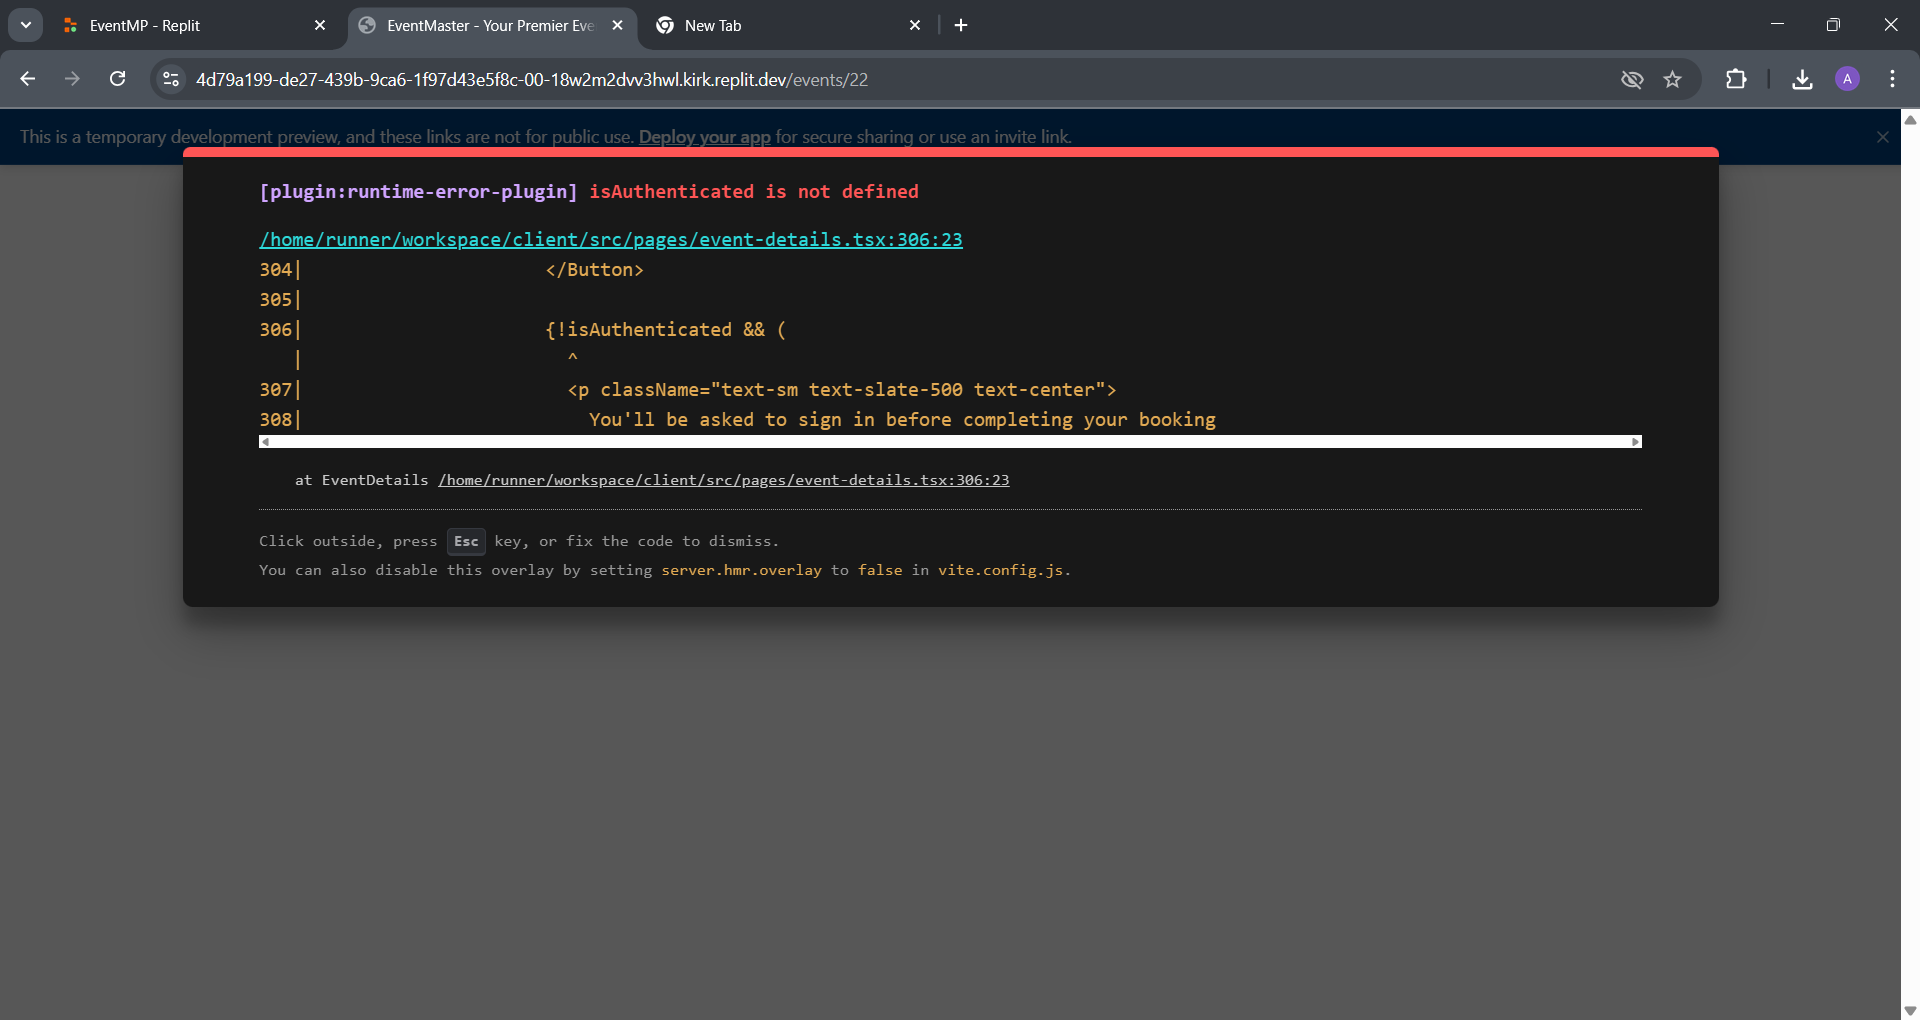 EventMP - Replit
EventMaster - Your Premier Eve
New Tab
4d79a199-de27-439b-9ca6-1f97d43e5f8c-00-18w2m2dvv3hwl.kirk.replit.dev/events/22
A
This is a temporary development preview, and these links are not for public use. Deploy your app for secure sharing or use an invite link.
[plugin:runtime-error-plugin] isAuthenticated is not defined
/home/runner/workspace/client/src/pages/event-details.tsx:306:23
304|                      </Button>
305|
306|                      {!isAuthenticated && (
   |                        ^
307|                        <p className="text-sm text-slate-500 text-center">
308|                          You'll be asked to sign in before completing your booking
at EventDetails /home/runner/workspace/client/src/pages/event-details.tsx:306:23
Click outside, press Esc key, or fix the code to dismiss.
You can also disable this overlay by setting server.hmr.overlay to false in vite.config.js.